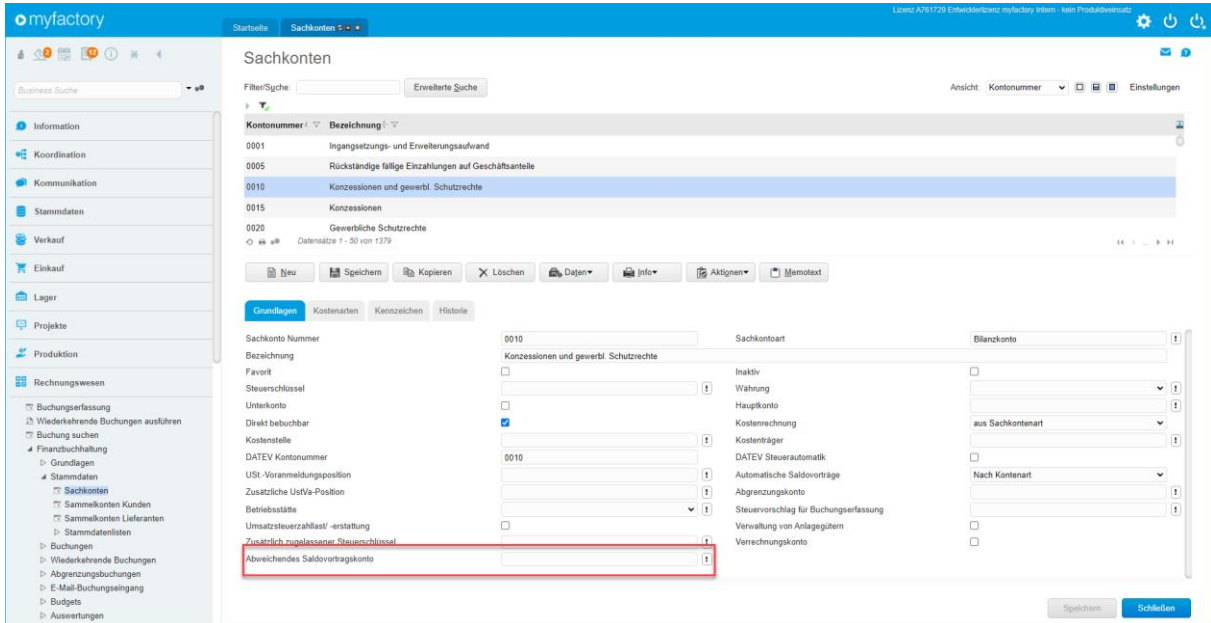 Lizenz A761729 Entwicklerlizenz myfactory Intern - kein Produktiveinsatz
myfactory
Startseite Sachkonten
2 12
Sachkonten
Business Suche
Filter/Suche: Erweiterte Suche Ansicht: Kontonummer Einstellungen
Kontonummer Bezeichnung
0001 Ingangsetzungs- und Erweiterungsaufwand
0005 Rückständige fällige Einzahlungen auf Geschäftsanteile
0010 Konzessionen und gewerbl. Schutzrechte
0015 Konzessionen
0020 Gewerbliche Schutzrechte
Datensätze 1 - 50 von 1379
Information
Koordination
Kommunikation
Stammdaten
Verkauf
Einkauf
Lager
Projekte
Produktion
Rechnungswesen
Buchungserfassung
Wiederkehrende Buchungen ausführen
Buchung suchen
Finanzbuchhaltung
Grundlagen
Stammdaten
Sachkonten
Sammelkonten Kunden
Sammelkonten Lieferanten
Stammdatenlisten
Buchungen
Wiederkehrende Buchungen
Abgrenzungsbuchungen
E-Mail-Buchungseingang
Budgets
Auswertungen
Neu Speichern Kopieren Löschen Daten Info Aktionen Memotext
Grundlagen Kostenarten Kennzeichen Historie
Sachkonto Nummer 0010 Sachkontoart Bilanzkonto
Bezeichnung Konzessionen und gewerbl. Schutzrechte
Favorit Inaktiv
Steuerschlüssel Währung
Unterkonto Hauptkonto
Direkt bebuchbar Kostenrechnung aus Sachkontenart
Kostenstelle Kostenträger
DATEV Kontonummer 0010 DATEV Steuerautomatik
USt.-Voranmeldungsposition Automatische Saldovorträge Nach Kontenart
Zusätzliche UstVa-Position Abgrenzungskonto
Betriebsstätte Steuervorschlag für Buchungserfassung
Umsatzsteuerzahllast/ -erstattung Verwaltung von Anlagegütern
Zusätzlich zugelassener Steuerschlüssel Verrechnungskonto
Abweichendes Saldovortragskonto
Speichern Schließen